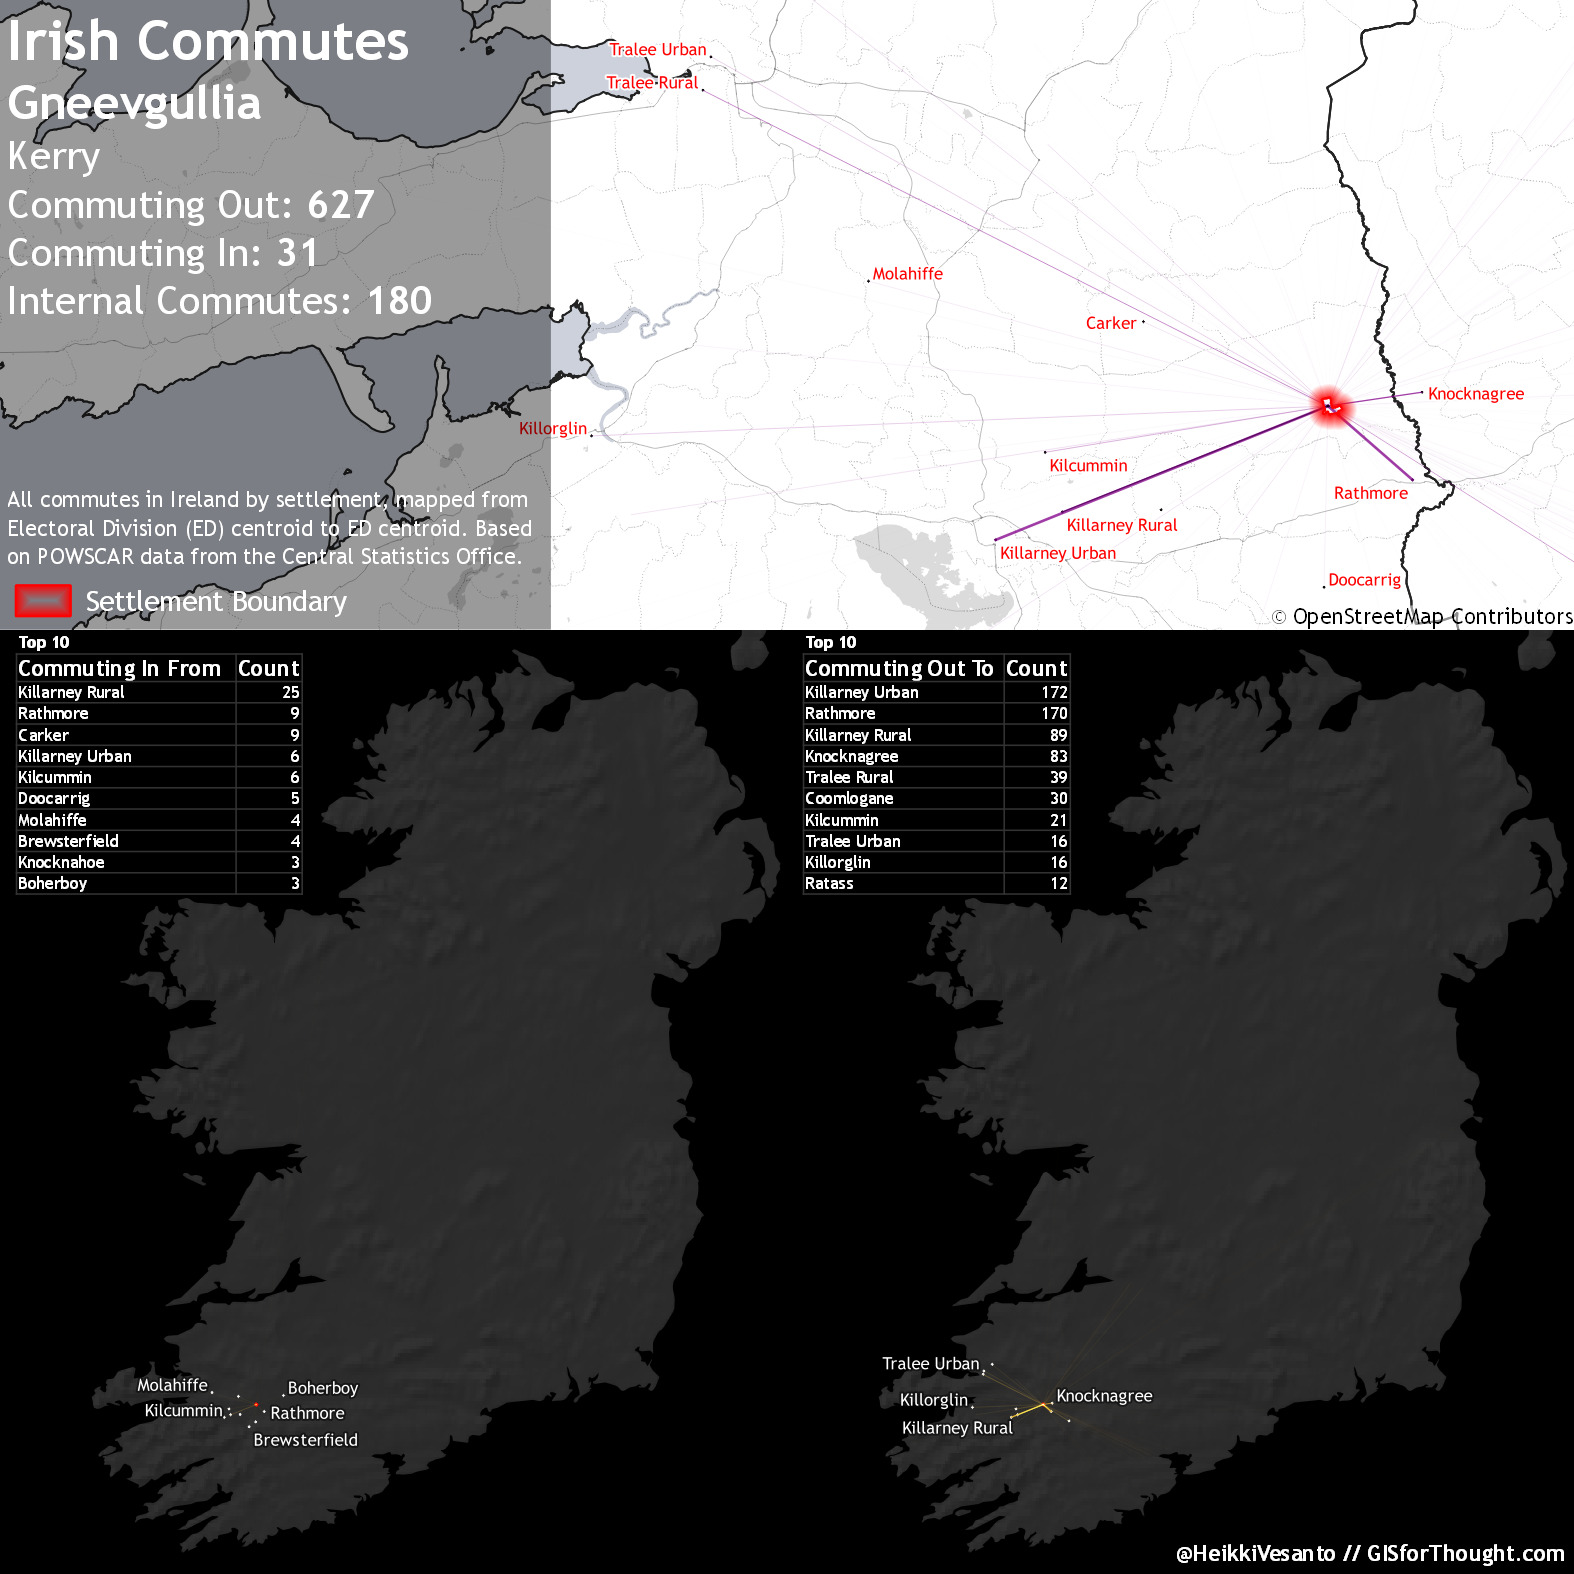 Irish Commutes
Gneevgullia
Kerry
Commuting Out: 627
Commuting In: 31
Internal Commutes: 180
All commutes in Ireland by settlement, mapped from
Electoral Division (ED) centroid to ED centroid. Based
on POWSCAR data from the Central Statistics Office.
Settlement Boundary
Tralee Urban
Tralee Rural
Molahiffe
Carker
Knocknagree
Killorglin
Kilcummin
Rathmore
Killarney Rural
Killarney Urban
Doocarrig
© OpenStreetMap Contributors
Top 10
Commuting In From Count
Killarney Rural 25
Rathmore 9
Carker 9
Killarney Urban 6
Kilcummin 6
Doocarrig 5
Molahiffe 4
Brewsterfield 4
Knocknahoe 3
Boherboy 3
Molahiffe
Boherboy
Kilcummin
Rathmore
Brewsterfield
Top 10
Commuting Out To Count
Killarney Urban 172
Rathmore 170
Killarney Rural 89
Knocknagree 83
Tralee Rural 39
Coomlogane 30
Kilcummin 21
Tralee Urban 16
Killorglin 16
Ratass 12
Tralee Urban
Killorglin
Knocknagree
Killarney Rural
@HeikkiVesanto // GISforThought.com